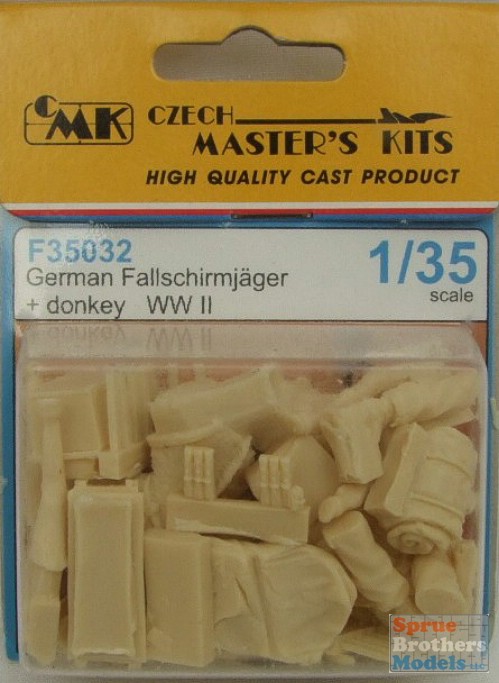 CMK
CZECH
MASTER'S KITS
HIGH QUALITY CAST PRODUCT
F35032
German Fallschirmjäger
+ donkey WW II
1/35
scale
Sprue
Brothers
Models LLC